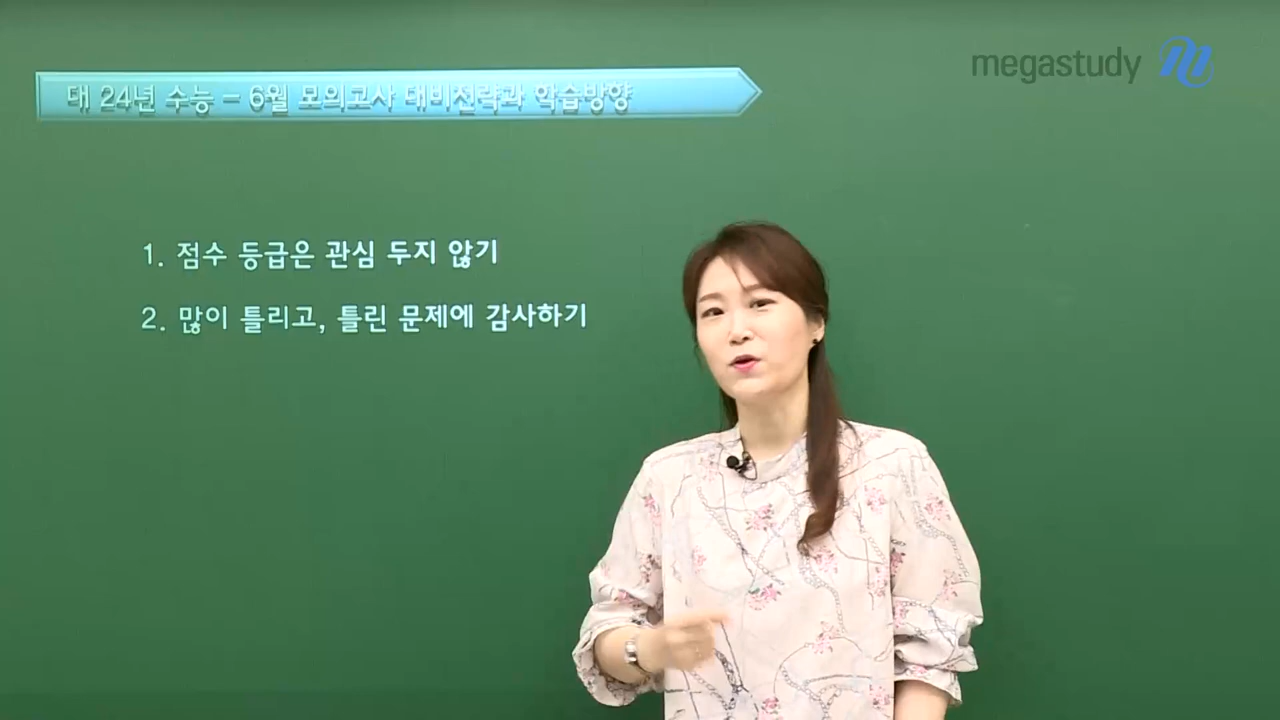 megastudy
대 24년 수능 - 6월 모의고사 대비전략과 학습방향
1. 점수 등급은 관심 두지 않기
2. 많이 틀리고, 틀린 문제에 감사하기